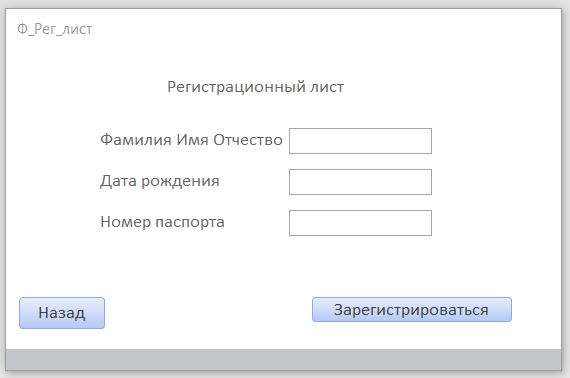 Ф_Рег_лист
Регистрационный лист
Фамилия Имя Отчество
Дата рождения
Номер паспорта
Назад Зарегистрироваться